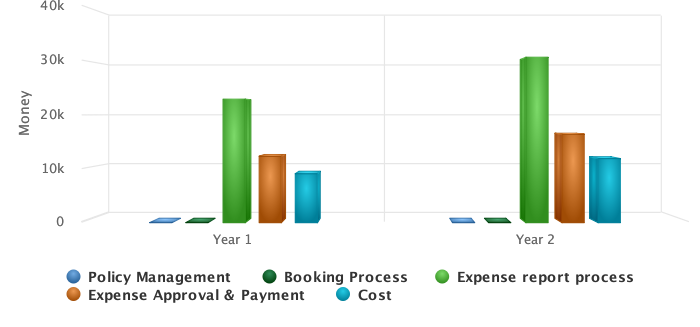 40k
30k
20k
10k
0
Money
Year 1
Year 2
Policy Management
Booking Process
Expense report process
Expense Approval & Payment
Cost